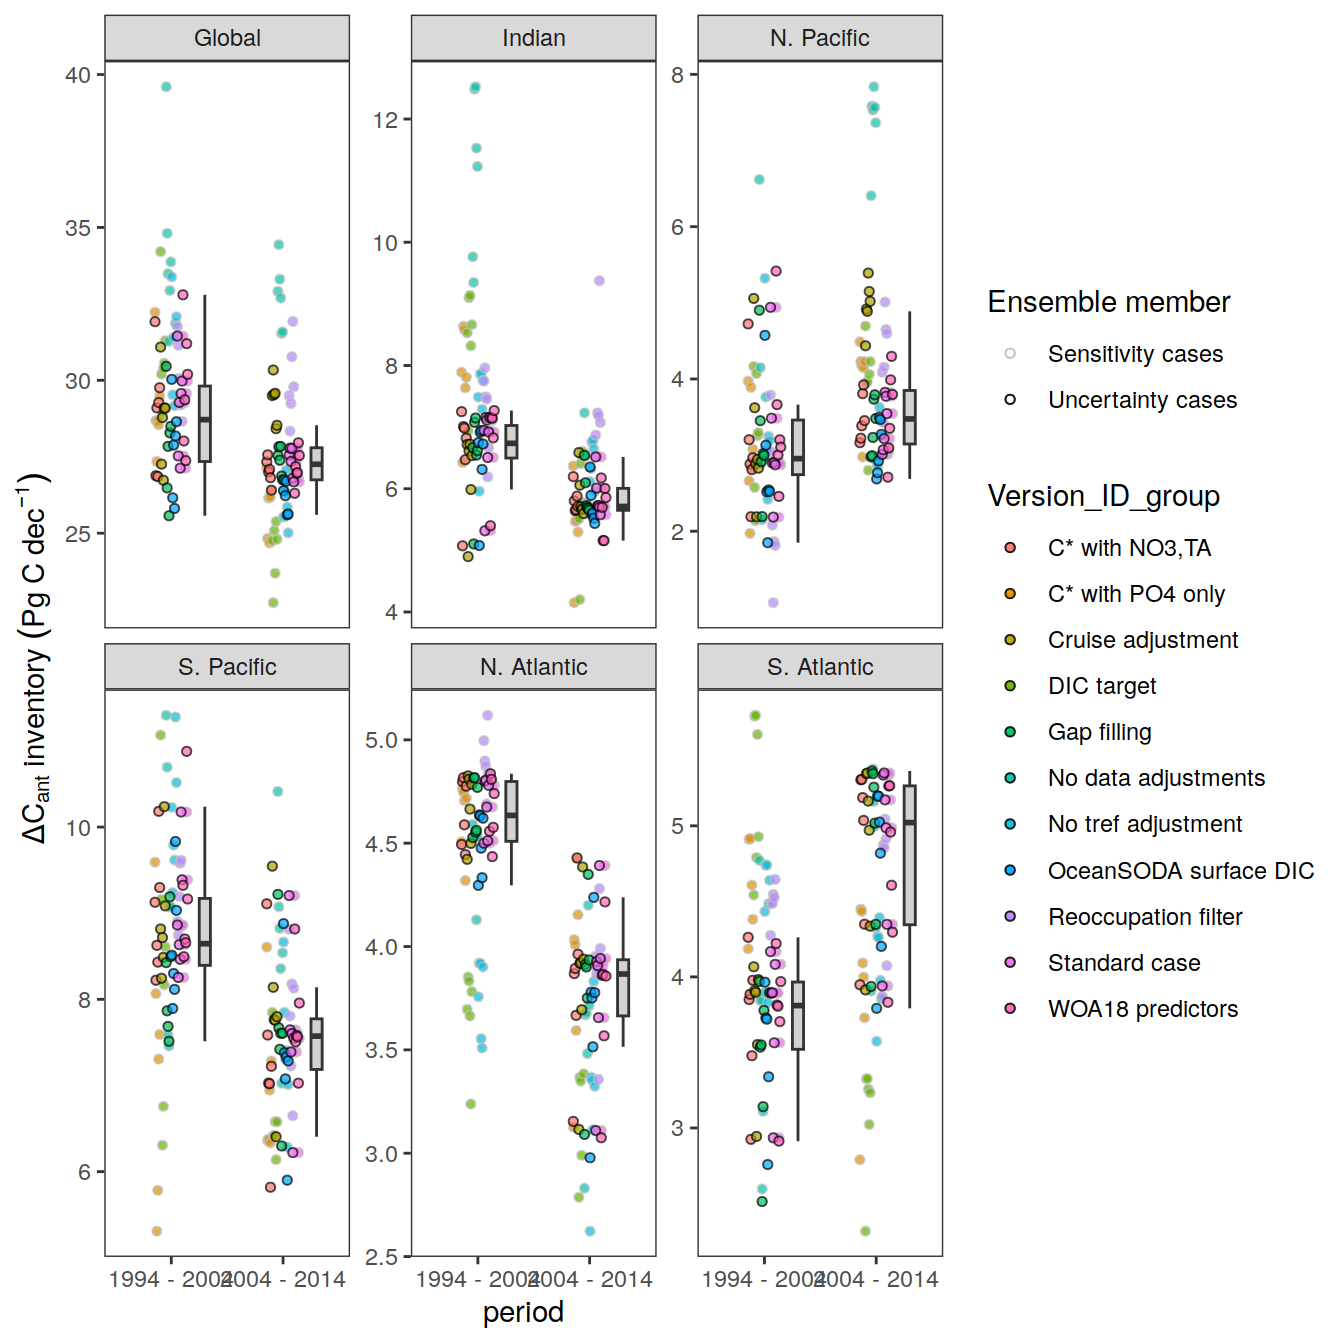 Global
Indian
N. Pacific
40
35
30
25
12
10
8
6
4
8
6
4
2
S. Pacific
N. Atlantic
S. Atlantic
10
8
6
5.0
4.5
4.0
3.5
3.0
2.5
5
4
3
1994 - 2004
2004 - 2014
1994 - 2004
2004 - 2014
1994 - 2004
2004 - 2014
period
ΔCant inventory (Pg C dec⁻¹)
Ensemble member
Sensitivity cases
Uncertainty cases
Version_ID_group
C* with NO3,TA
C* with PO4 only
Cruise adjustment
DIC target
Gap filling
No data adjustments
No tref adjustment
OceanSODA surface DIC
Reoccupation filter
Standard case
WOA18 predictors